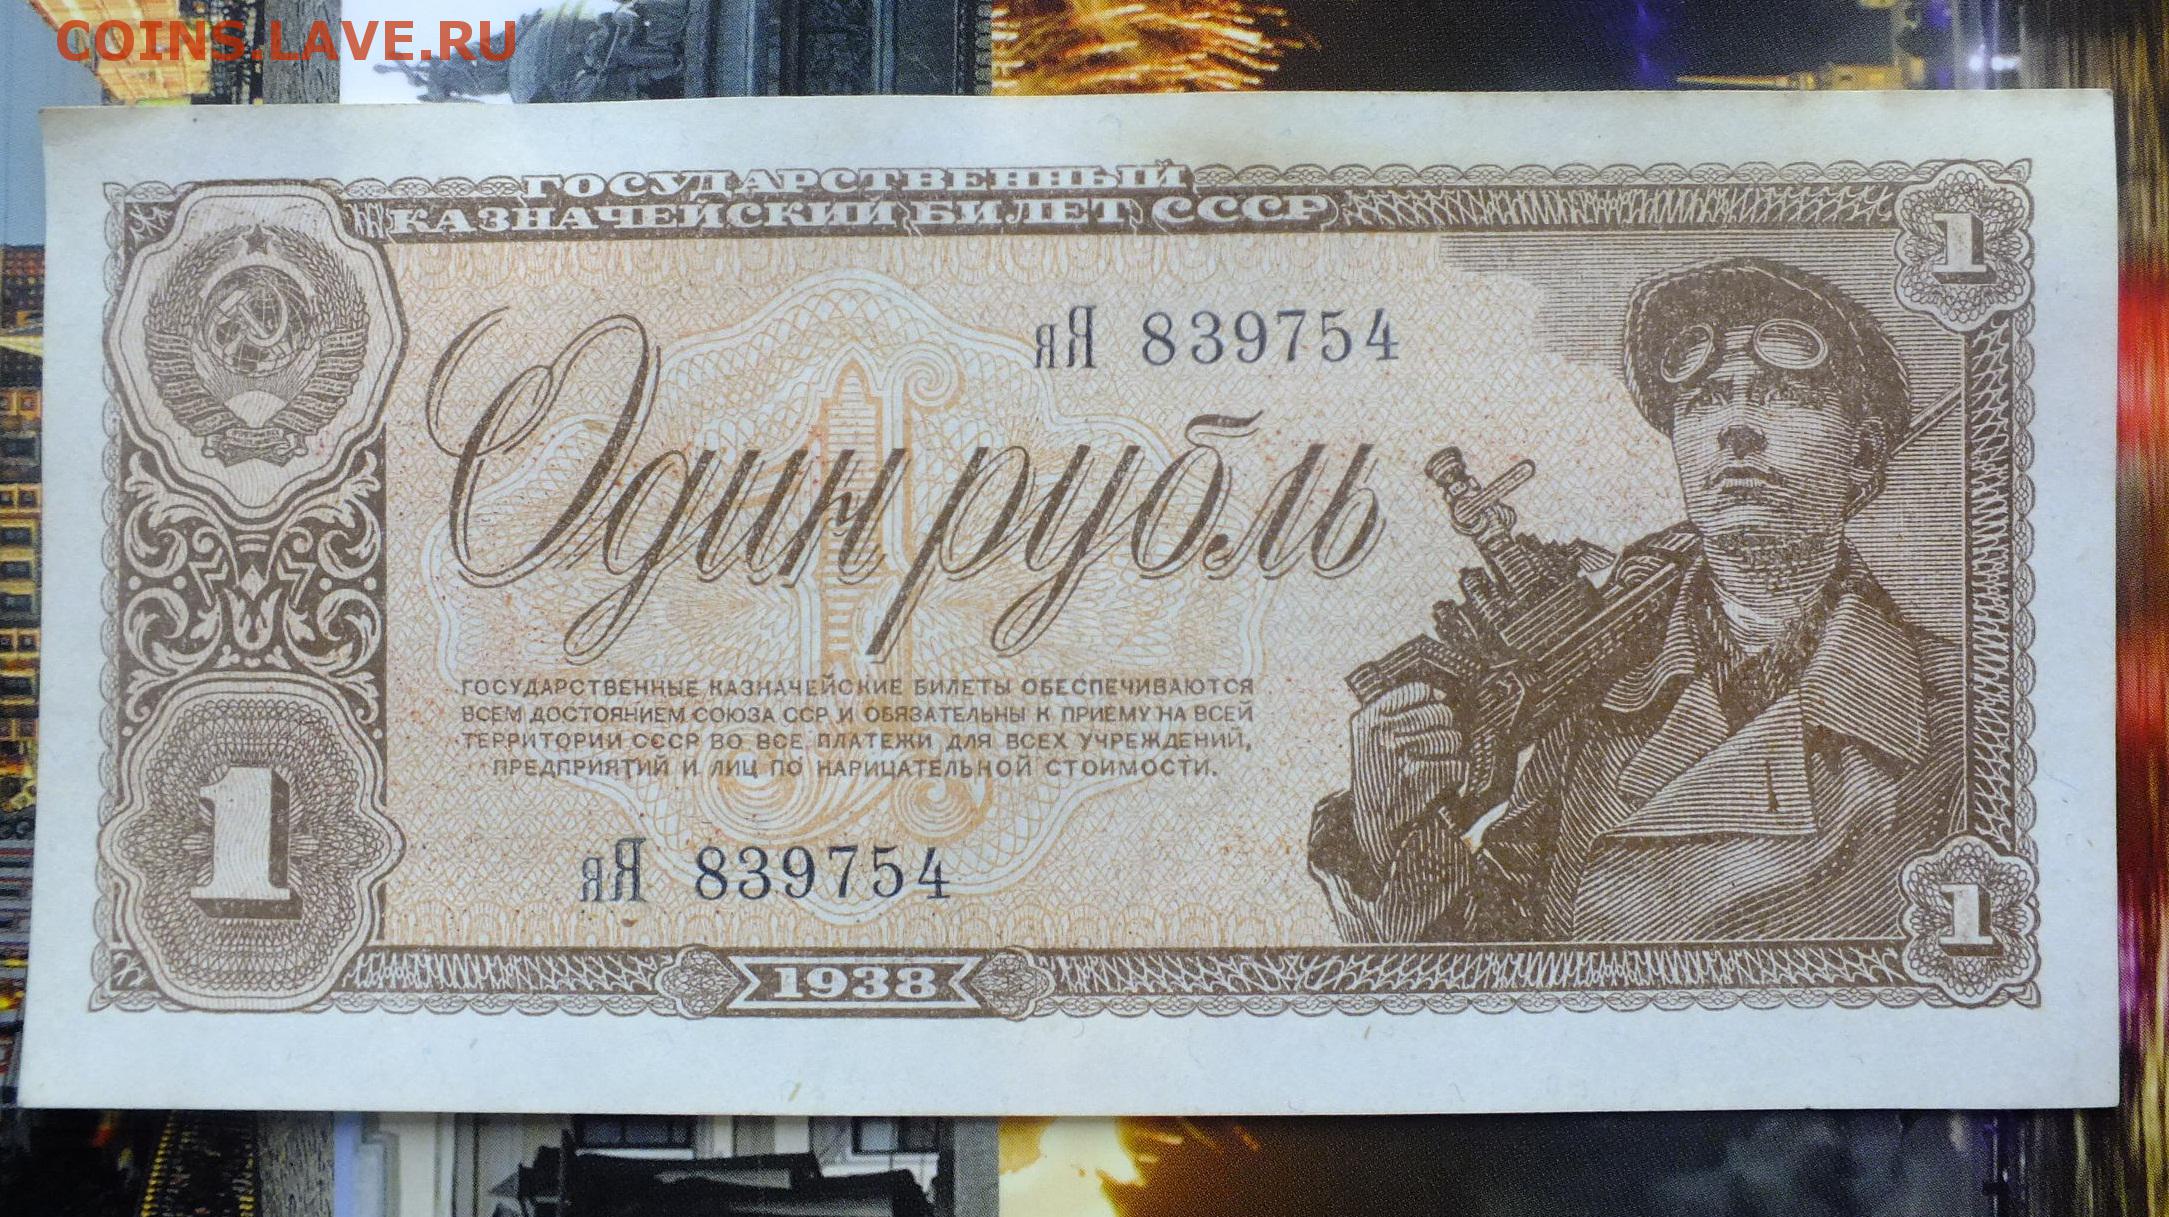 COINS.LAVE.RU
ГОСУДАРСТВЕННЫЙ
КАЗНАЧЕЙСКИЙ БИЛЕТ СССР
1
яЯ 839754
Один рубль
ГОСУДАРСТВЕННЫЕ КАЗНАЧЕЙСКИЕ БИЛЕТЫ ОБЕСПЕЧИВАЮТСЯ
ВСЕМ ДОСТОЯНИЕМ СОЮЗА ССР И ОБЯЗАТЕЛЬНЫ К ПРИЕМУ НА ВСЕЙ
ТЕРРИТОРИИ СССР ВО ВСЕ ПЛАТЕЖИ ДЛЯ ВСЕХ УЧРЕЖДЕНИЙ,
ПРЕДПРИЯТИЙ И ЛИЦ ПО НАРИЦАТЕЛЬНОЙ СТОИМОСТИ.
1
яЯ 839754
1
1938